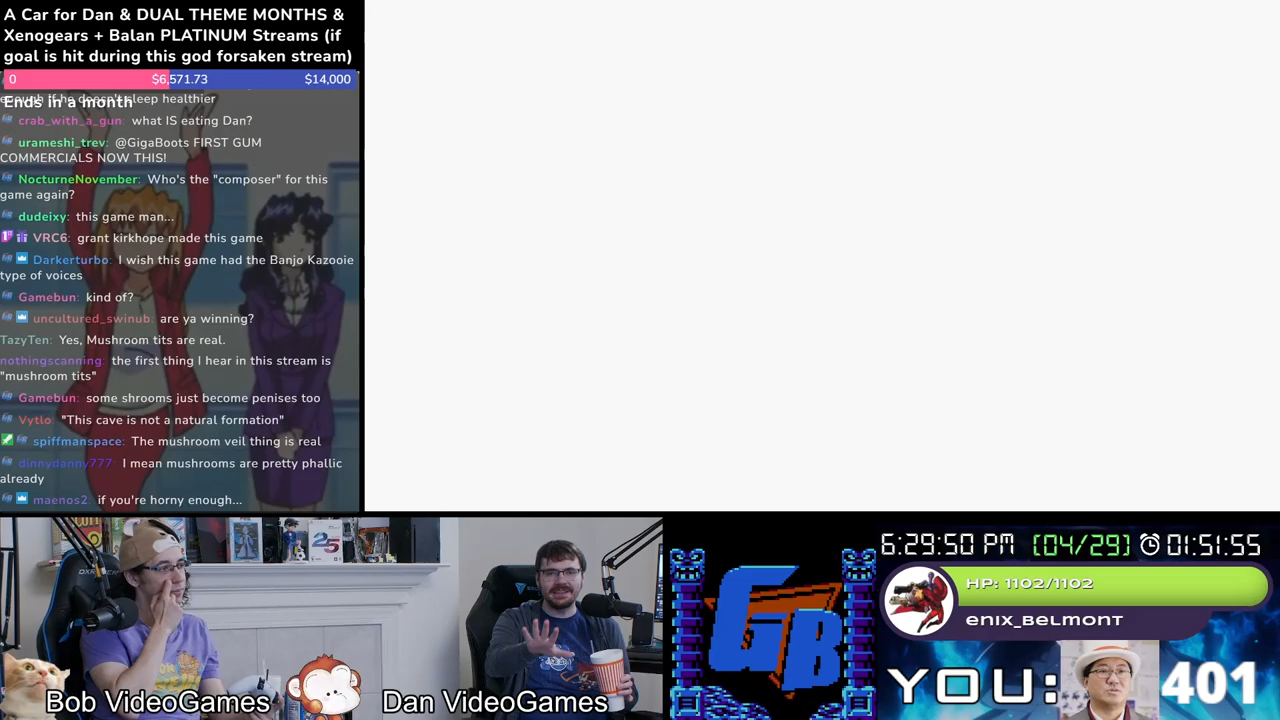 A Car for Dan & DUAL THEME MONTHS &
Xenogears + Balan PLATINUM Streams (if
goal is hit during this god forsaken stream)
0 $6,571.73 $14,000
Ends in a month
sleep healthier
crab_with_a_gun: what IS eating Dan?
urameshi_trev: @GigaBoots FIRST GUM
COMMERCIALS NOW THIS!
NocturneNovember: Who's the "composer" for this
game again?
dudeixy: this game man...
VRC6: grant kirkhope made this game
Darkerturbo: I wish this game had the Banjo Kazooie
type of voices
Gamebun: kind of?
uncultured_swinub: are ya winning?
TazyTen: Yes, Mushroom tits are real.
nothingscanning: the first thing I hear in this stream is
"mushroom tits"
Gamebun: some shrooms just become penises too
Vytlo: "This cave is not a natural formation"
spiffmanspace: The mushroom veil thing is real
dinnydanny777: I mean mushrooms are pretty phallic
already
maenos2: if you're horny enough...
25
Bob VideoGames
Dan VideoGames
GB
6:29:50 PM [04/29] 01:51:55
HP: 1102/1102
enix_Belmont
YOU: 401